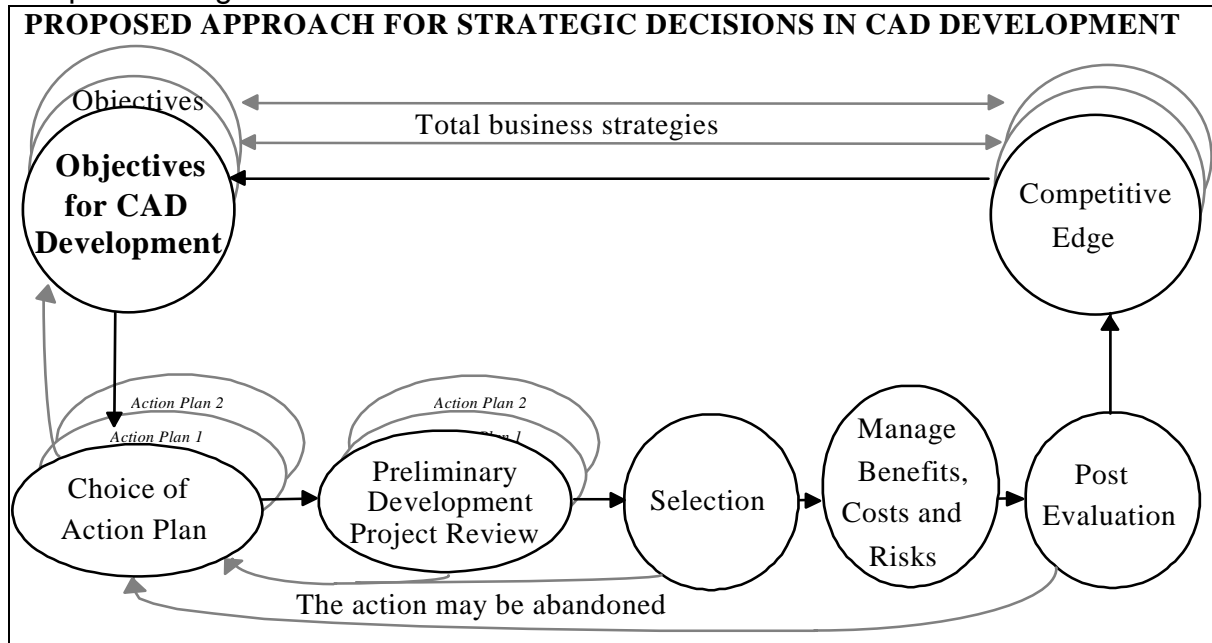 PROPOSED APPROACH FOR STRATEGIC DECISIONS IN CAD DEVELOPMENT
Objectives
Total business strategies
Objectives
for CAD
Development
Competitive
Edge
Action Plan 2
Action Plan 1
Choice of
Action Plan
Action Plan 2
Preliminary
Development
Project Review
Selection
Manage
Benefits,
Costs and
Risks
Post
Evaluation
The action may be abandoned